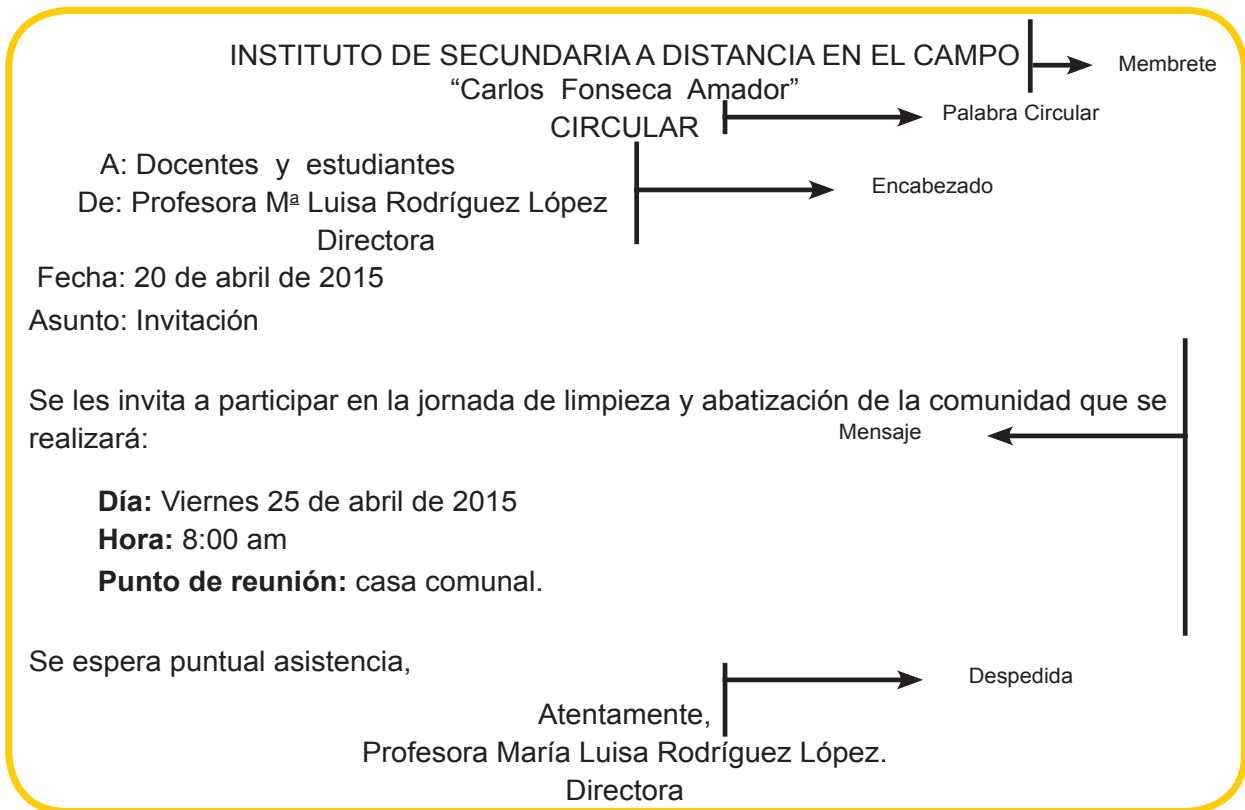 INSTITUTO DE SECUNDARIA A DISTANCIA EN EL CAMPO
Membrete
“Carlos Fonseca Amador”
CIRCULAR
Palabra Circular
A: Docentes y estudiantes
De: Profesora Mª Luisa Rodríguez López
Encabezado
Directora
Fecha: 20 de abril de 2015
Asunto: Invitación
Se les invita a participar en la jornada de limpieza y abatización de la comunidad que se
realizará:
Mensaje
Día: Viernes 25 de abril de 2015
Hora: 8:00 am
Punto de reunión: casa comunal.
Se espera puntual asistencia,
Despedida
Atentamente,
Profesora María Luisa Rodríguez López.
Directora